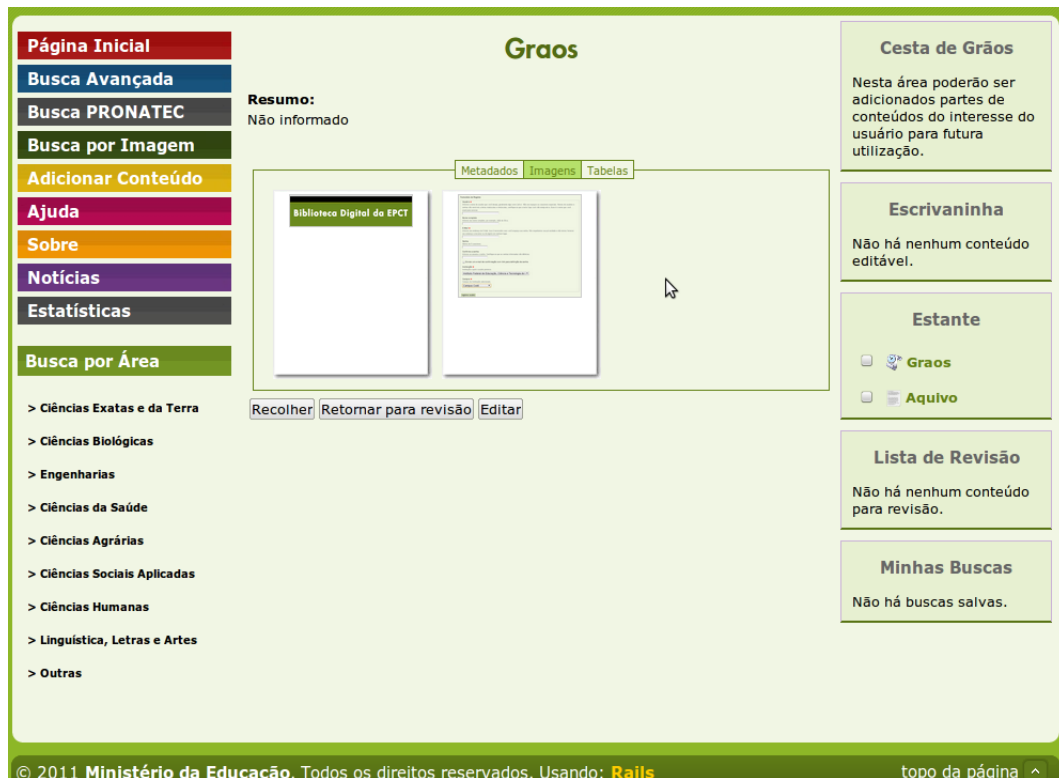 Página Inicial
Busca Avançada
Busca PRONATEC
Busca por Imagem
Adicionar Conteúdo
Ajuda
Sobre
Notícias
Estatísticas
Busca por Área
> Ciências Exatas e da Terra
> Ciências Biológicas
> Engenharias
> Ciências da Saúde
> Ciências Agrárias
> Ciências Sociais Aplicadas
> Ciências Humanas
> Linguística, Letras e Artes
> Outras
Graos
Resumo:
Não informado
Metadados Imagens Tabelas
Biblioteca Digital da EPCT
Recolher Retornar para revisão Editar
Cesta de Grãos
Nesta área poderão ser
adicionados partes de
conteúdos do interesse do
usuário para futura
utilização.
Escrivaninha
Não há nenhum conteúdo
editável.
Estante
Graos
Aquivo
Lista de Revisão
Não há nenhum conteúdo
para revisão.
Minhas Buscas
Não há buscas salvas.
© 2011 Ministério da Educação. Todos os direitos reservados. Usando: Rails
topo da página